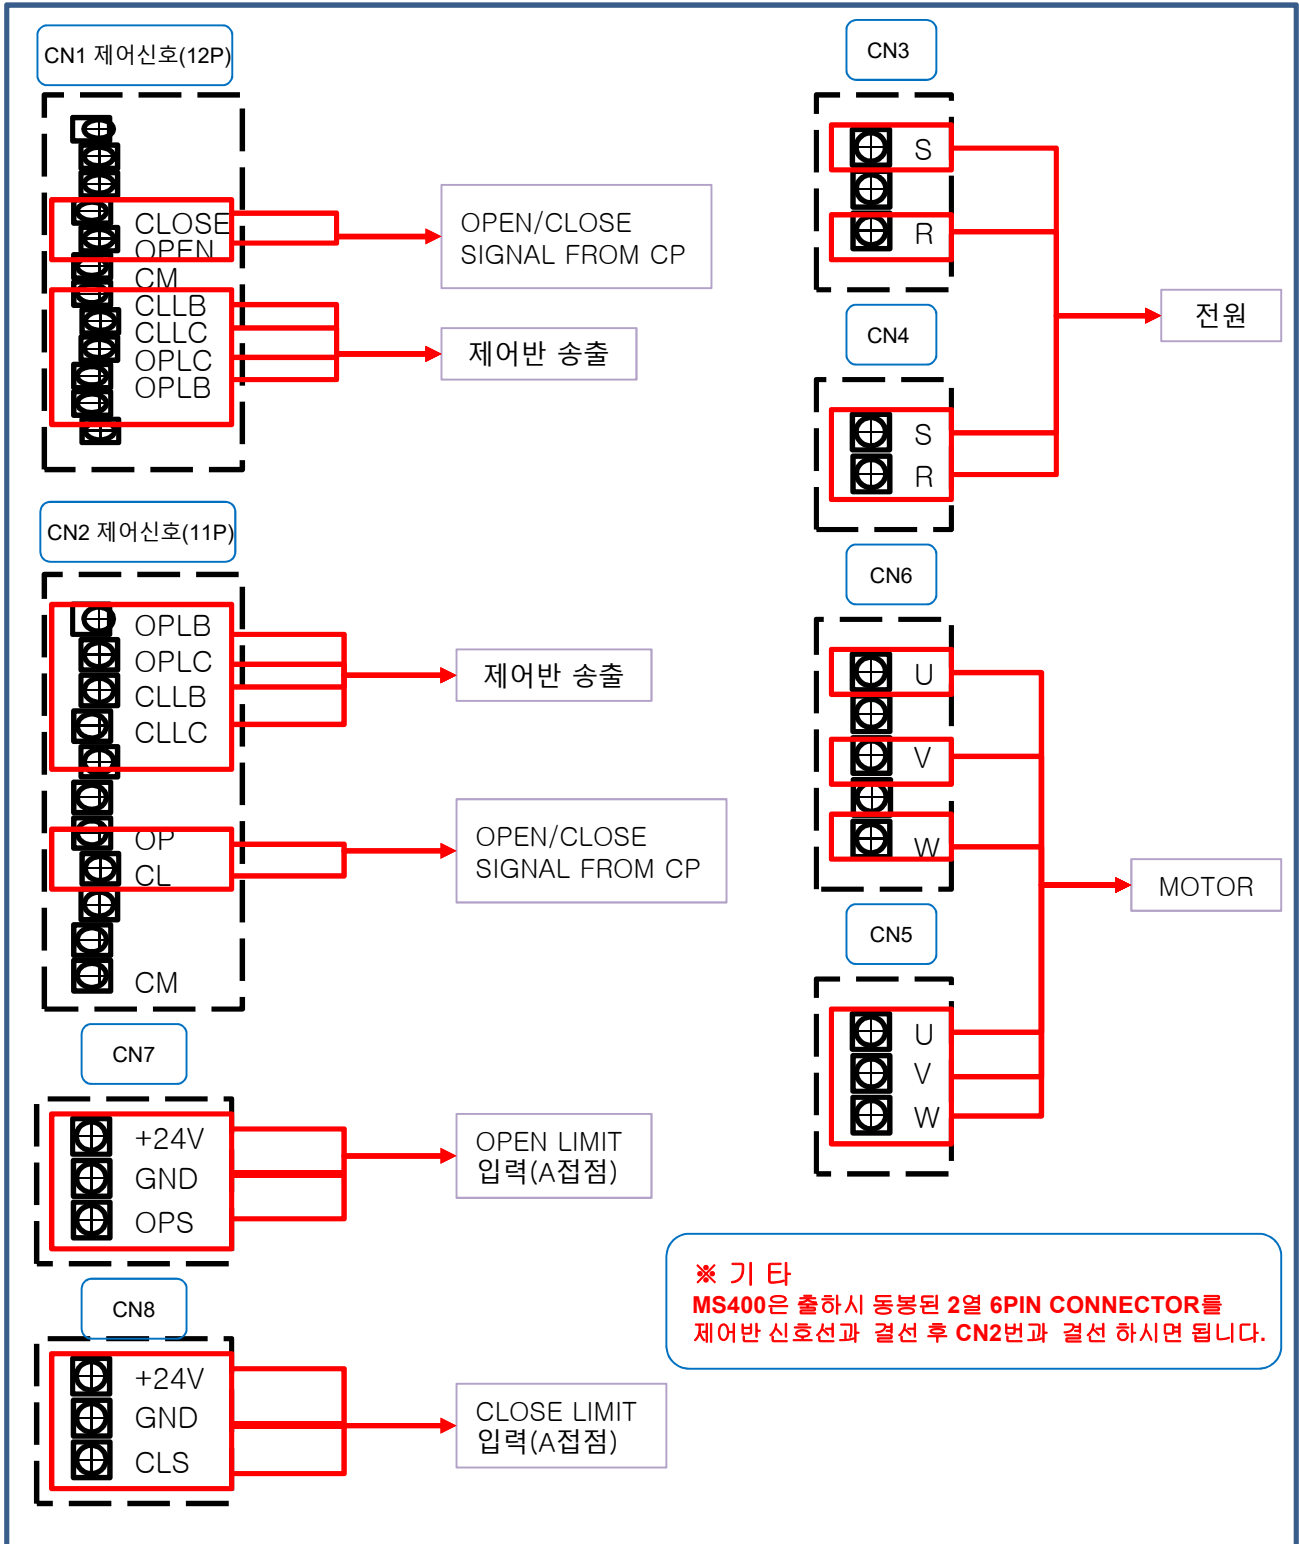 CN1 제어신호(12P)
CLOSE
OPEN
CM
CLLB
CLLC
OPLC
OPLB
OPEN/CLOSE
SIGNAL FROM CP
제어반 송출
CN2 제어신호(11P)
OPLB
OPLC
CLLB
CLLC
OP
CL
CM
제어반 송출
OPEN/CLOSE
SIGNAL FROM CP
CN7
+24V
GND
OPS
OPEN LIMIT
입력(A접점)
CN8
+24V
GND
CLS
CLOSE LIMIT
입력(A접점)
CN3
S
R
CN4
S
R
전원
CN6
U
V
W
CN5
U
V
W
MOTOR
※ 기 타
MS400은 출하시 동봉된 2열 6PIN CONNECTOR를
제어반 신호선과 결선 후 CN2번과 결선 하시면 됩니다.